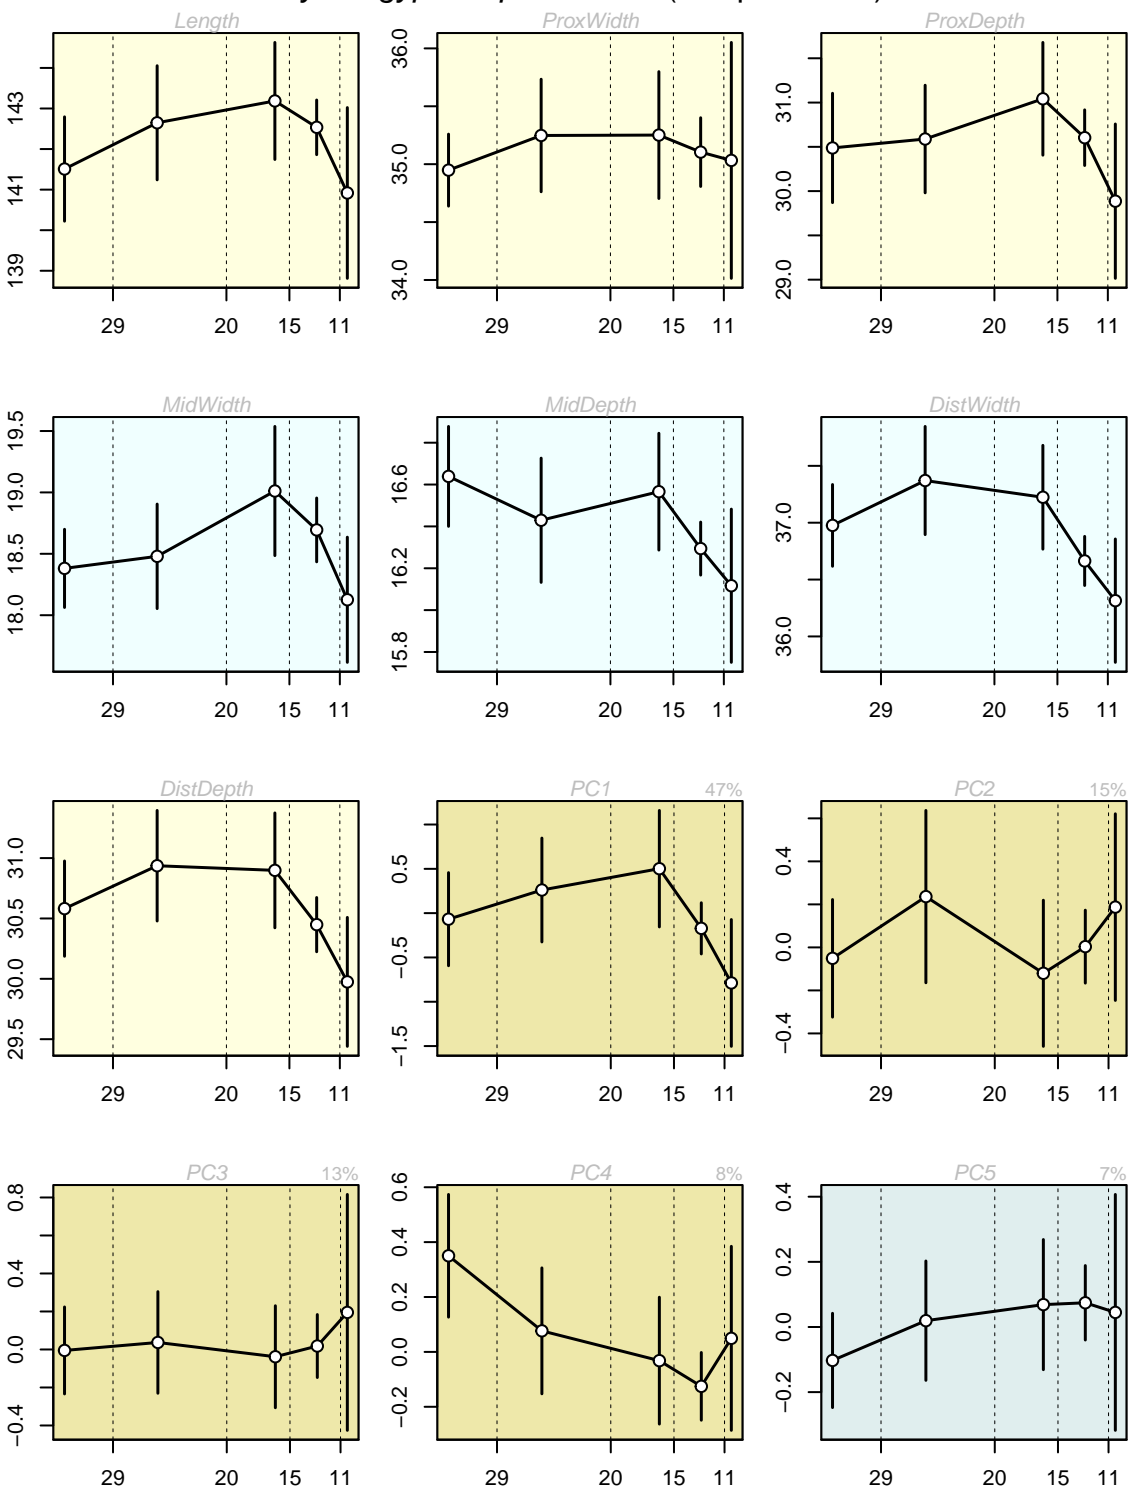 Length ProxWidth ProxDepth
139 141 143 34.0 35.0 36.0 29.0 30.0 31.0
29 20 15 11 29 20 15 11 29 20 15 11
MidWidth MidDepth DistWidth
18.0 18.5 19.0 19.5 15.8 16.2 16.6 36.0 37.0
29 20 15 11 29 20 15 11 29 20 15 11
DistDepth PC1 47% PC2 15%
29.5 30.0 30.5 31.0 −1.5 −0.5 0.5 −0.4 0.0 0.4
29 20 15 11 29 20 15 11 29 20 15 11
PC3 13% PC4 8% PC5 7%
−0.4 0.0 0.4 0.8 −0.2 0.0 0.2 0.4 0.6 −0.2 0.0 0.2 0.4
29 20 15 11 29 20 15 11 29 20 15 11